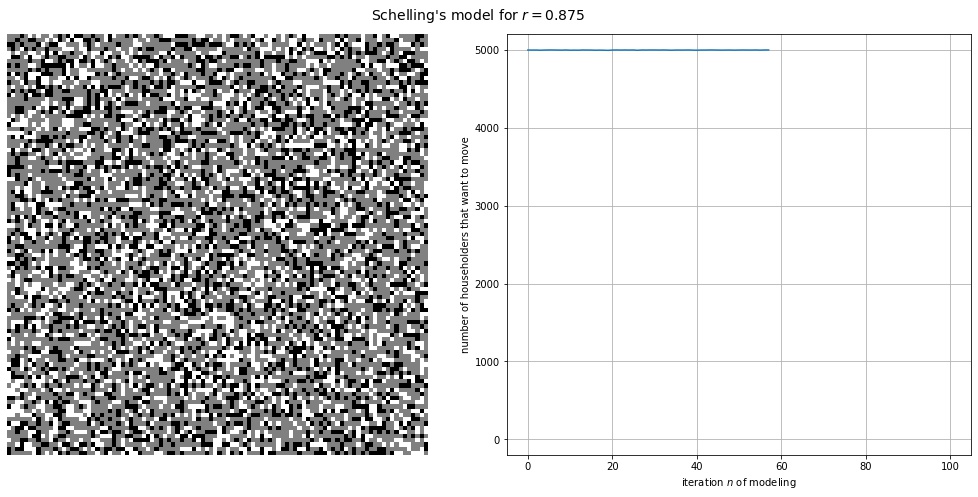 Schelling's model for r = 0.875
number of householders that want to move
5000
4000
3000
2000
1000
0
0 20 40 60 80 100
iteration n of modeling